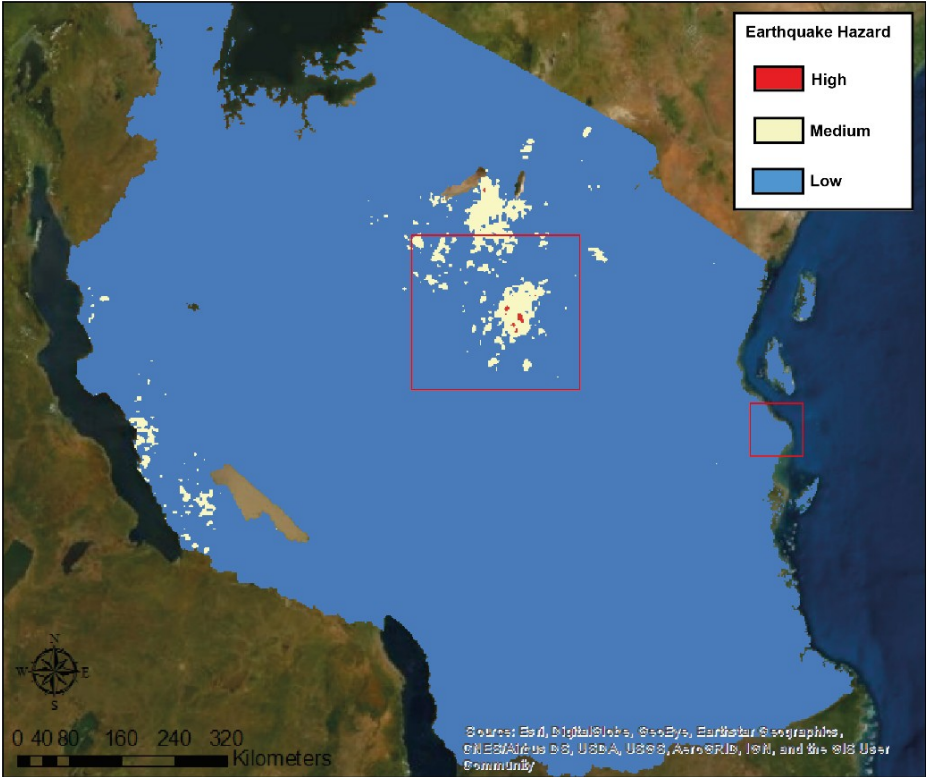 Earthquake Hazard
High
Medium
Low
N
W E
S
0 40 80 160 240 320
Kilometers
Source: Esri, DigitalGlobe, GeoEye, Earthstar Geographics,
CNES/Airbus DS, USDA, USGS, AeroGRID, IGN, and the GIS User
Community